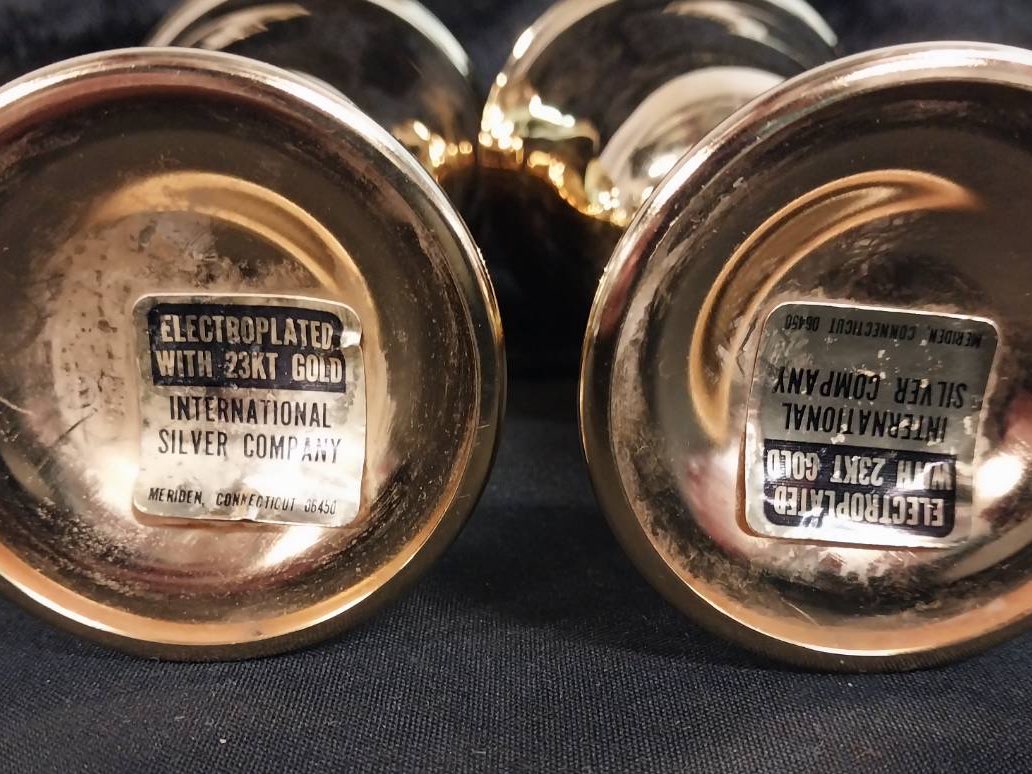 ELECTROPLATED
WITH 23KT GOLD
INTERNATIONAL
SILVER COMPANY
MERIDEN, CONNECTICUT 06450
ELECTROPLATED
WITH 23KT GOLD
INTERNATIONAL
SILVER COMPANY
MERIDEN, CONNECTICUT 06450